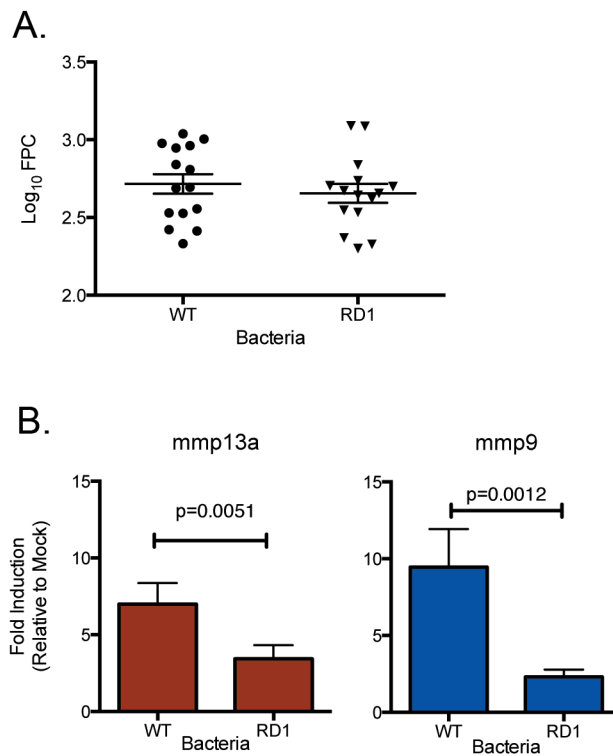 A.
3.5
3.0
2.5
2.0
Log10 FPC
WT
RD1
Bacteria
B.
mmp13a
15
10
5
0
Fold Induction
(Relative to Mock)
p=0.0051
WT
RD1
Bacteria
mmp9
15
10
5
0
p=0.0012
WT
RD1
Bacteria